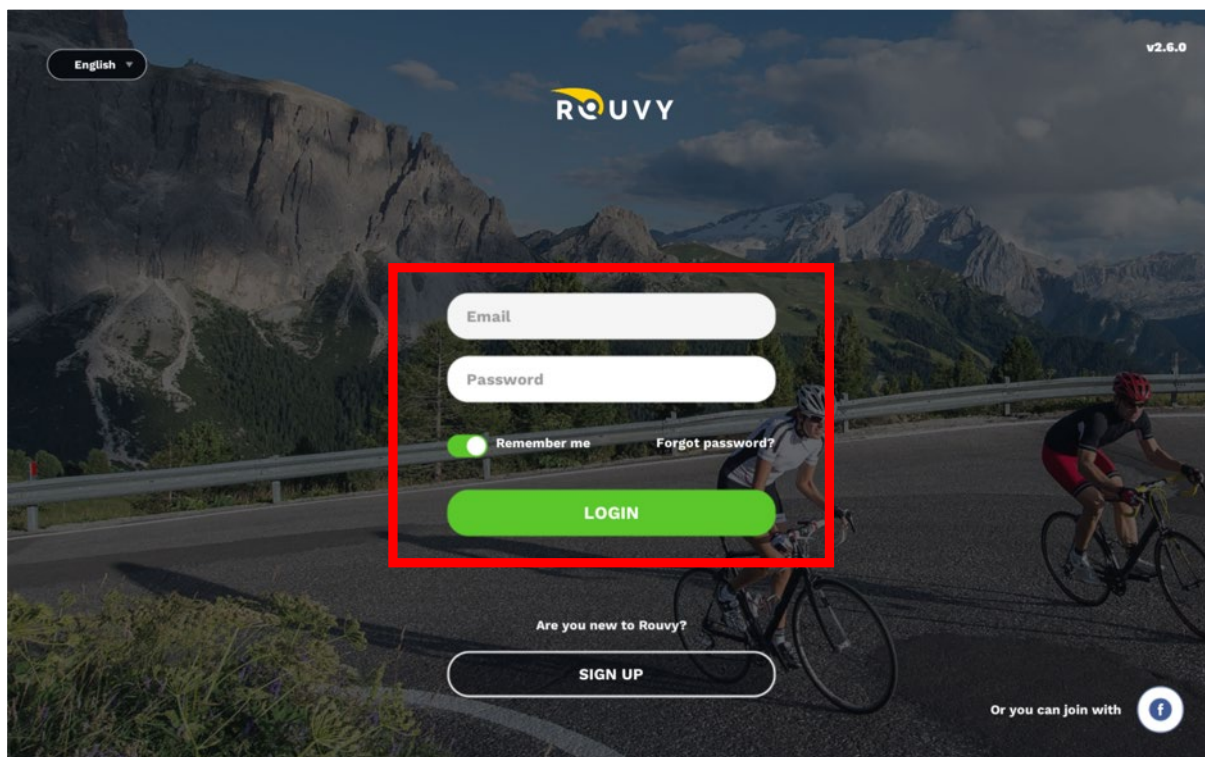 English
v2.6.0
ROUVY
Email
Password
Remember me
Forgot password?
LOGIN
Are you new to Rouvy?
SIGN UP
Or you can join with
f